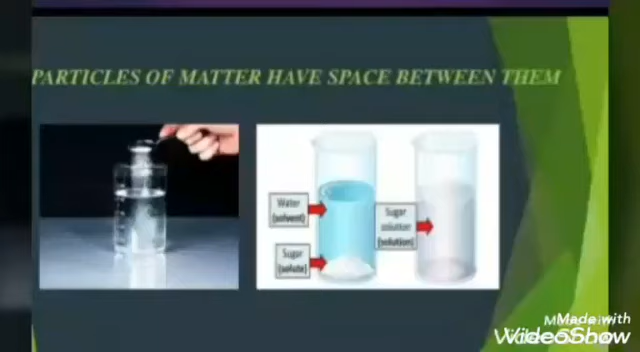 PARTICLES OF MATTER HAVE SPACE BETWEEN THEM
Water
(solvent)
Sugar
(solute)
Sugar
solution
(solution)
Made with
VideoShow